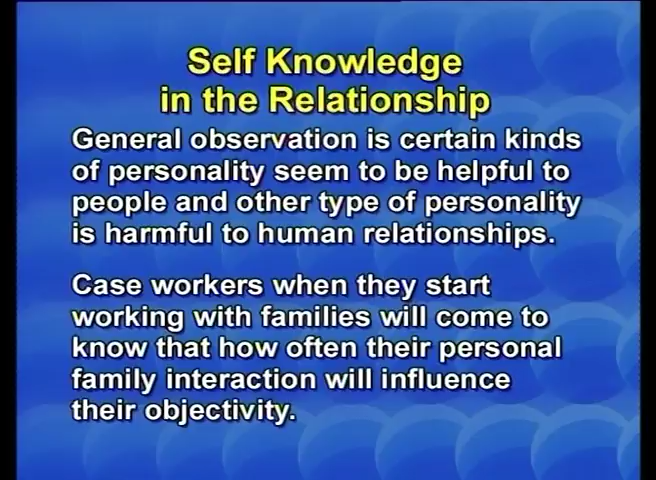 Self Knowledge
in the Relationship
General observation is certain kinds
of personality seem to be helpful to
people and other type of personality
is harmful to human relationships.
Case workers when they start
working with families will come to
know that how often their personal
family interaction will influence
their objectivity.